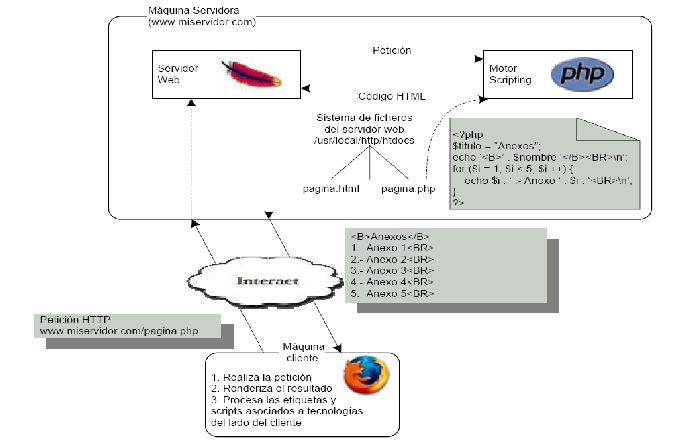 Máquina Servidora
(www.miservidor.com)
Servidor
Web
Petición
Código HTML
Motor
Scripting
php
Sistema de ficheros
del servidor web
/usr/local/http/htdocs
pagina.html
pagina.php
<?php
$titulo = "Anexos";
echo '<B>' . $nombre '</B><BR>\n';
for ($i = 1, $i < 5, $i ++) {
echo $i . ' .- Anexo ' . $i . '<BR>\n',
}
?>
<B>Anexos</B>
1.- Anexo 1<BR>
2.- Anexo 2<BR>
3.- Anexo 3<BR>
4.- Anexo 4<BR>
5.- Anexo 5<BR>
Internet
Petición HTTP
www.miservidor.com/pagina.php
Máquina
cliente
1. Realiza la petición
2. Renderiza el resultado
3. Procesa las etiquetas y
scripts asociados a tecnologías
del lado del cliente